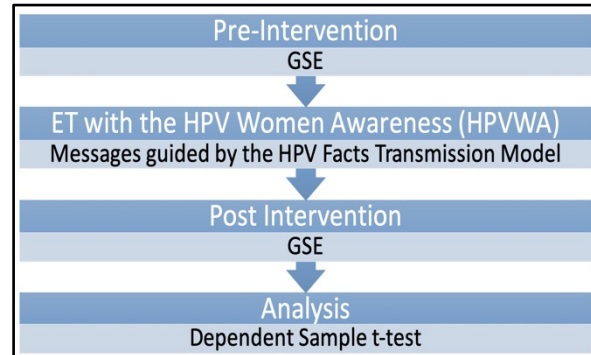 Pre-Intervention
GSE
ET with the HPV Women Awareness (HPVWA)
Messages guided by the HPV Facts Transmission Model
Post Intervention
GSE
Analysis
Dependent Sample t-test